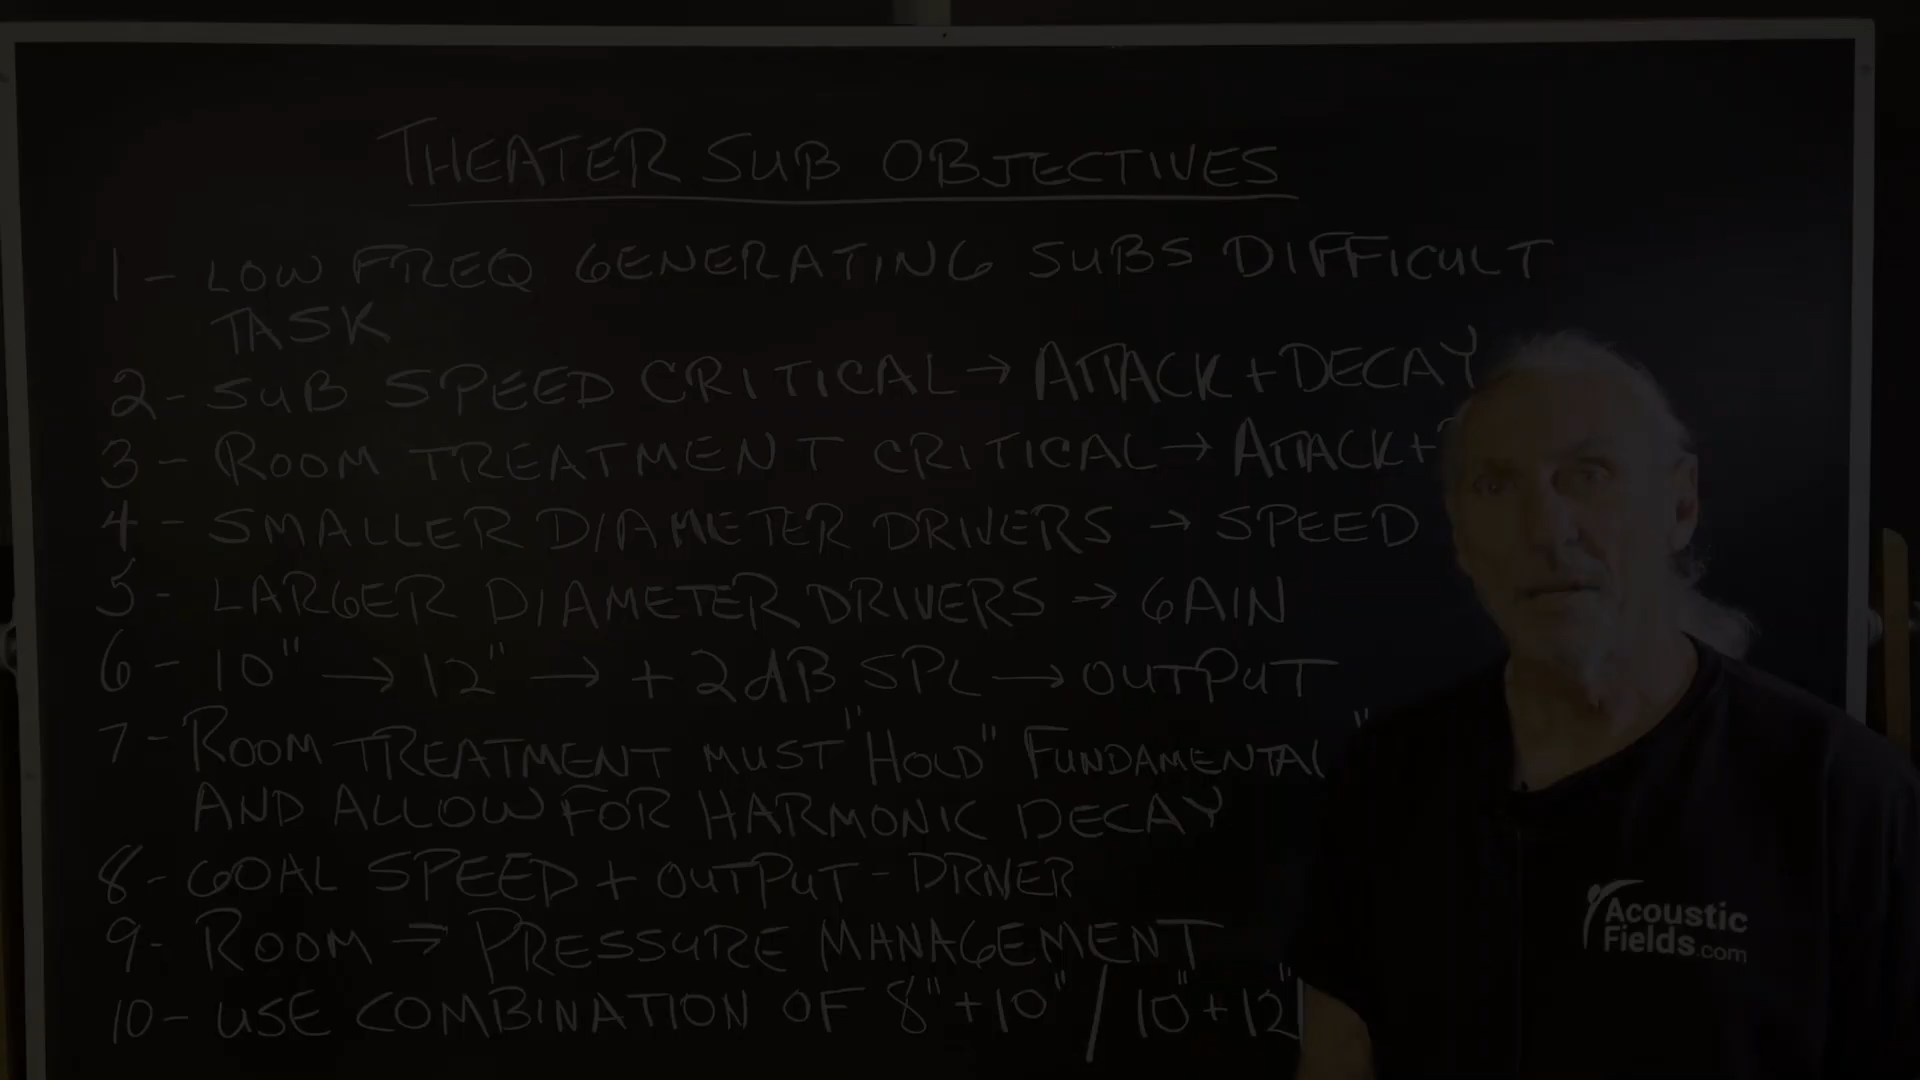 THEATER SUB OBJECTIVES
1- LOW FREQ GENERATING SUBS DIFFICULT
TASK
2- SUB SPEED CRITICAL → ATTACK + DECAY
3- ROOM TREATMENT CRITICAL → ATTACK +
4- SMALLER DIAMETER DRIVERS → SPEED
5- LARGER DIAMETER DRIVERS → GAIN
6- 10" → 12" → +2dB SPL → OUTPUT
7- ROOM TREATMENT MUST "HOLD" FUNDAMENTAL "
AND ALLOW FOR HARMONIC DECAY
8- GOAL SPEED + OUTPUT - DRIVER
9- ROOM → PRESSURE MANAGEMENT
10- USE COMBINATION OF 8" + 10" / 10" + 12"
Acoustic
Fields.com